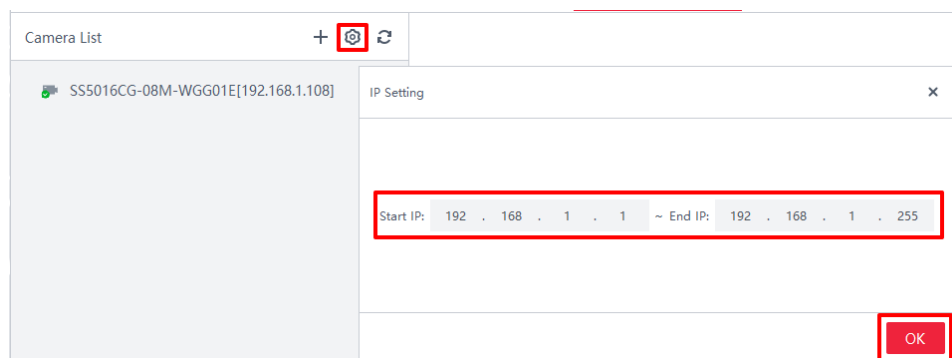 Camera List
SS5016CG-08M-WGG01E[192.168.1.108]
IP Setting
Start IP: 192 . 168 . 1 . 1 ~ End IP: 192 . 168 . 1 . 255
OK